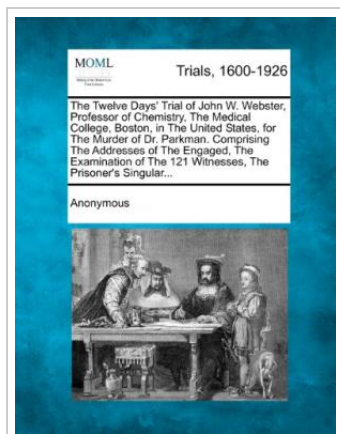 MOML
Trials, 1600-1926
The Twelve Days' Trial of John W. Webster,
Professor of Chemistry, The Medical
College, Boston, in The United States, for
The Murder of Dr. Parkman. Comprising
The Addresses of The Engaged, The
Examination of The 121 Witnesses, The
Prisoner's Singular...
Anonymous